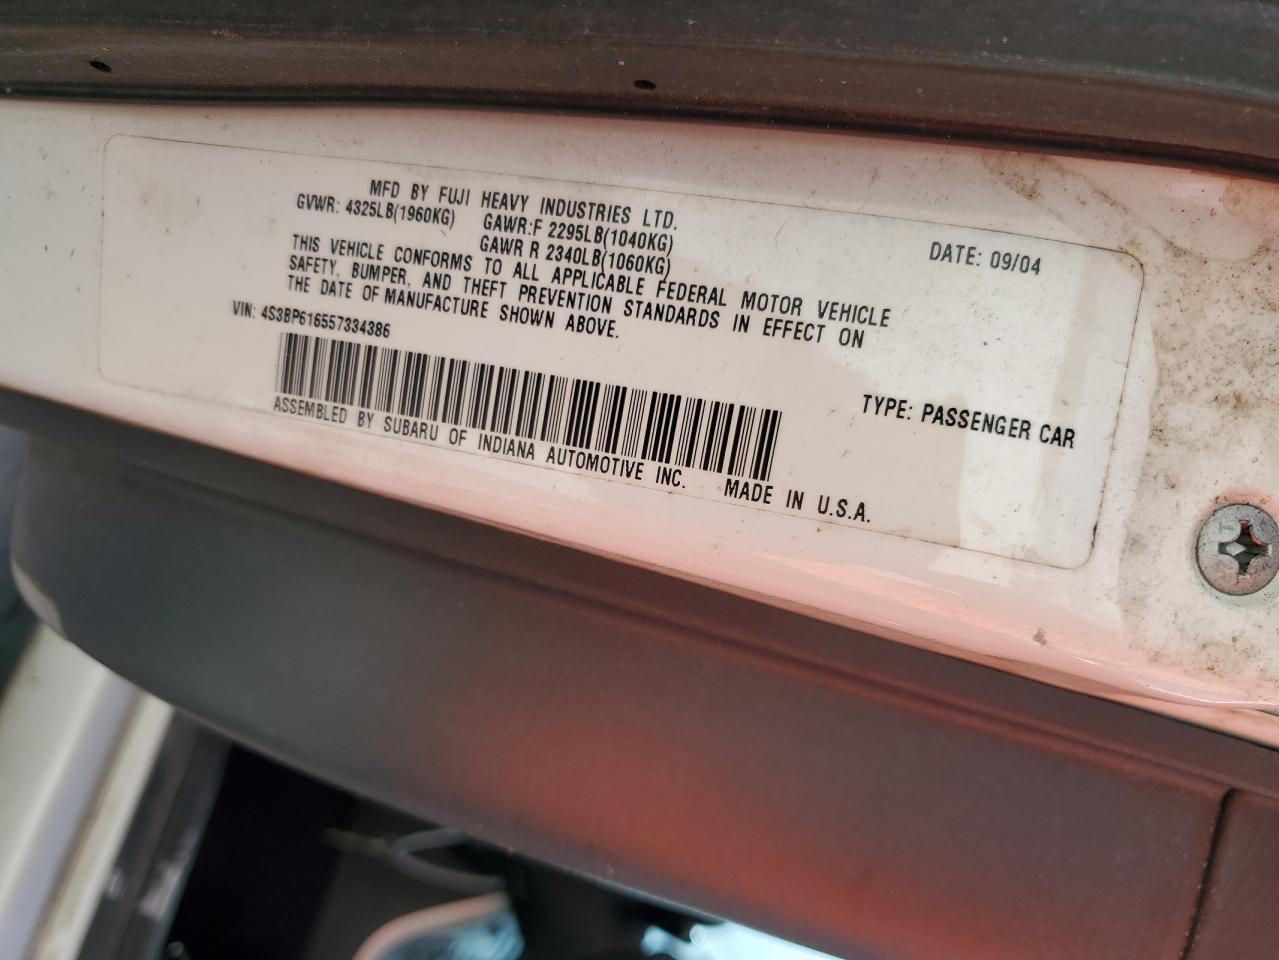 MFD BY FUJI HEAVY INDUSTRIES LTD.
GVWR: 4325LB(1960KG) GAWR:F 2295LB(1040KG)
GAWR R 2340LB(1060KG)
DATE: 09/04
THIS VEHICLE CONFORMS TO ALL APPLICABLE FEDERAL MOTOR VEHICLE
SAFETY, BUMPER, AND THEFT PREVENTION STANDARDS IN EFFECT ON
THE DATE OF MANUFACTURE SHOWN ABOVE.
VIN: 4S3BP616557334386
TYPE: PASSENGER CAR
ASSEMBLED BY SUBARU OF INDIANA AUTOMOTIVE INC. MADE IN U.S.A.